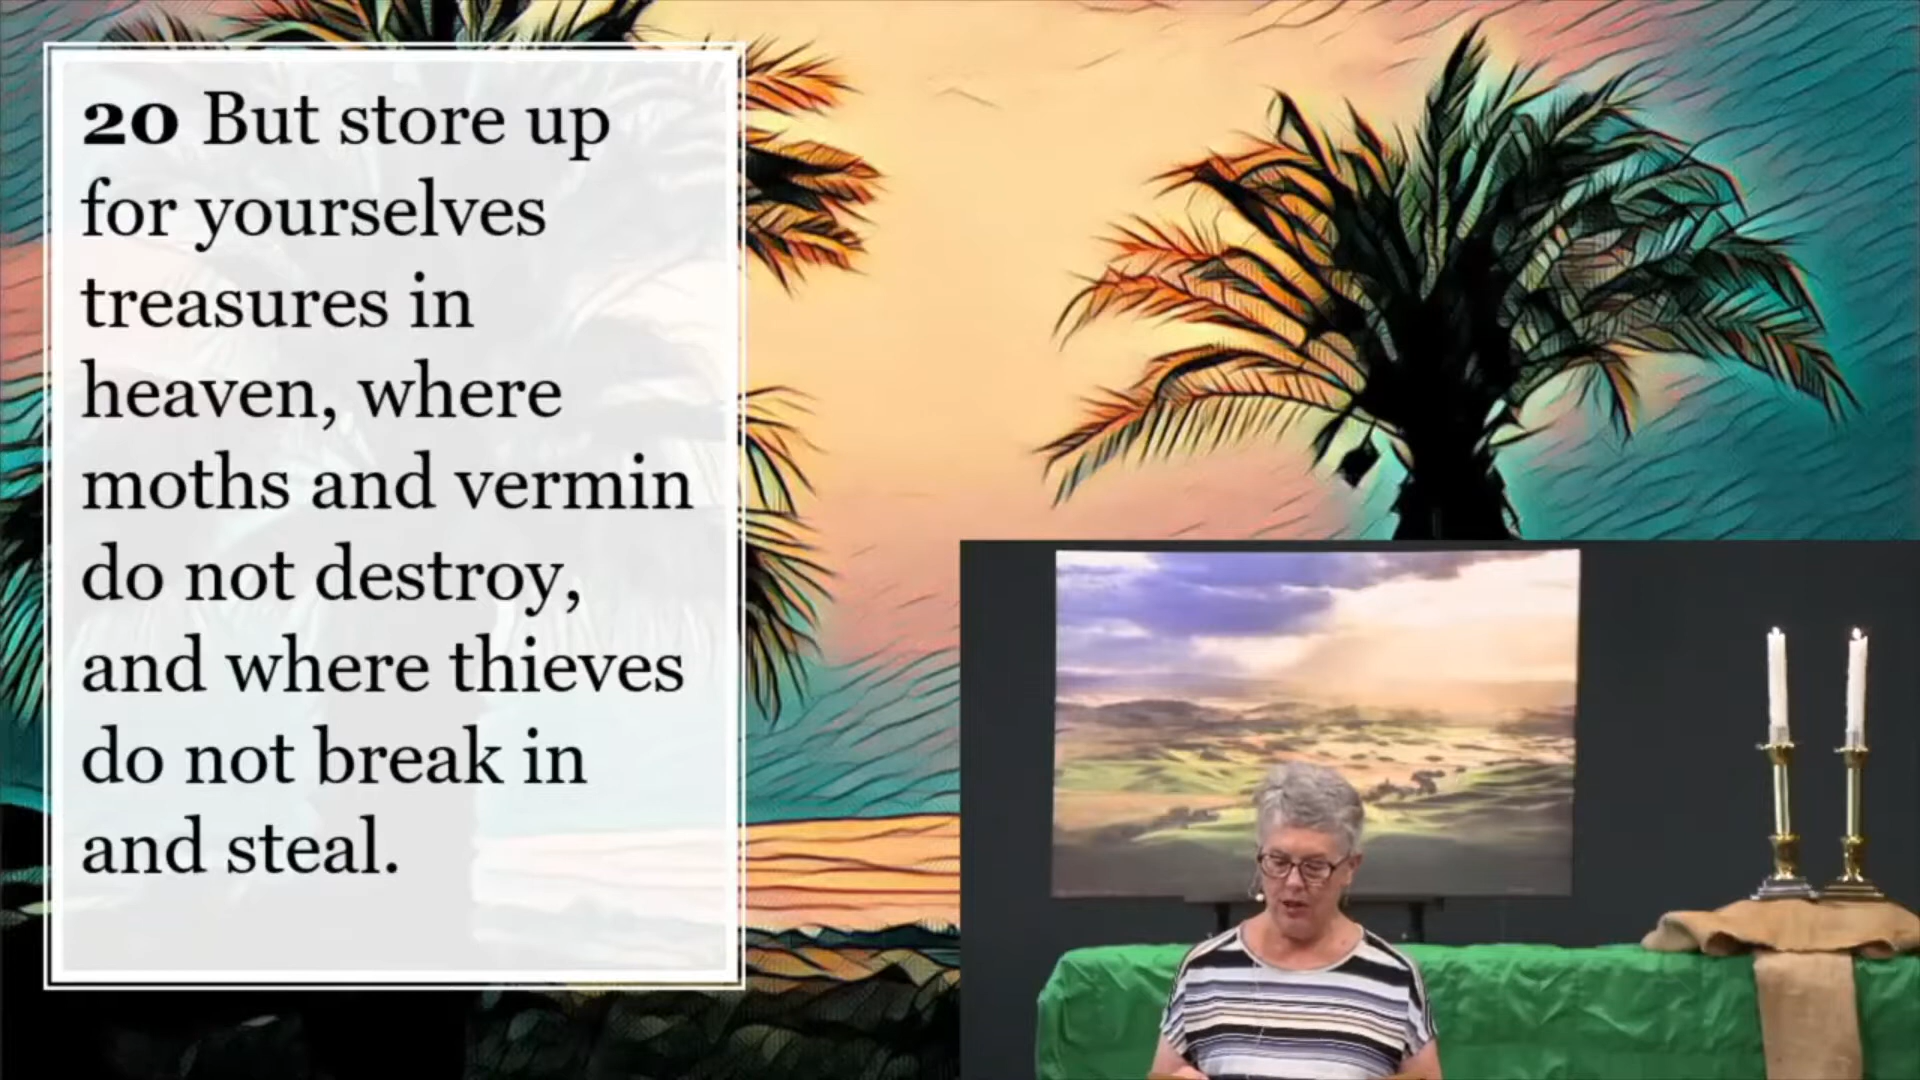 20 But store up
for yourselves
treasures in
heaven, where
moths and vermin
do not destroy,
and where thieves
do not break in
and steal.